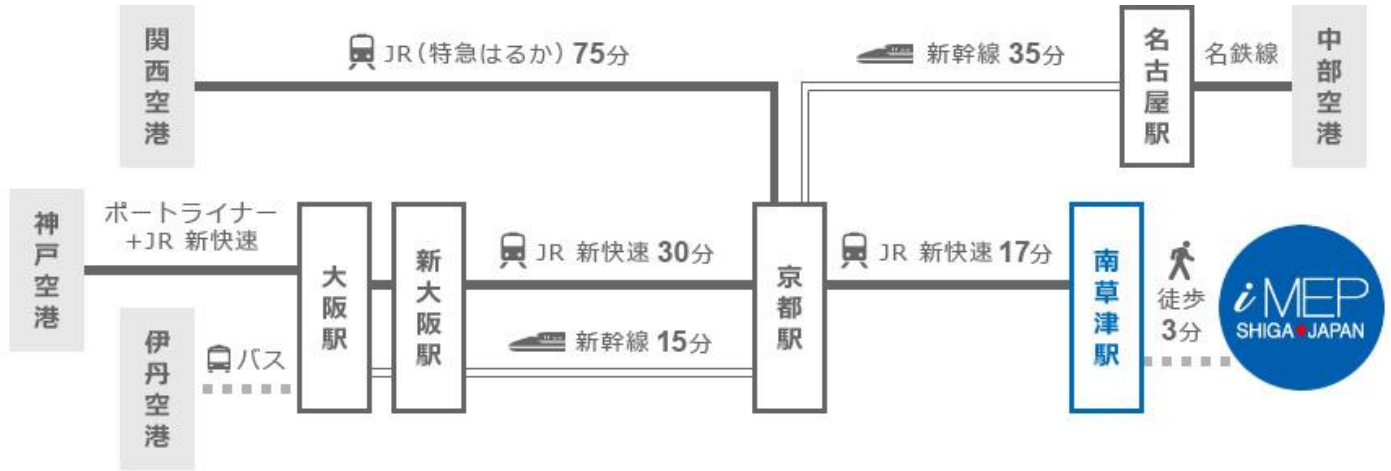 関西空港
JR(特急はるか) 75分
新幹線 35分
名古屋駅
名鉄線
中部空港
神戸空港
ポートライナー
+JR 新快速
大阪駅
新大阪駅
JR 新快速 30分
京都駅
JR 新快速 17分
南草津駅
徒歩
3分
iMEP
SHIGA JAPAN
伊丹空港
バス
新幹線 15分